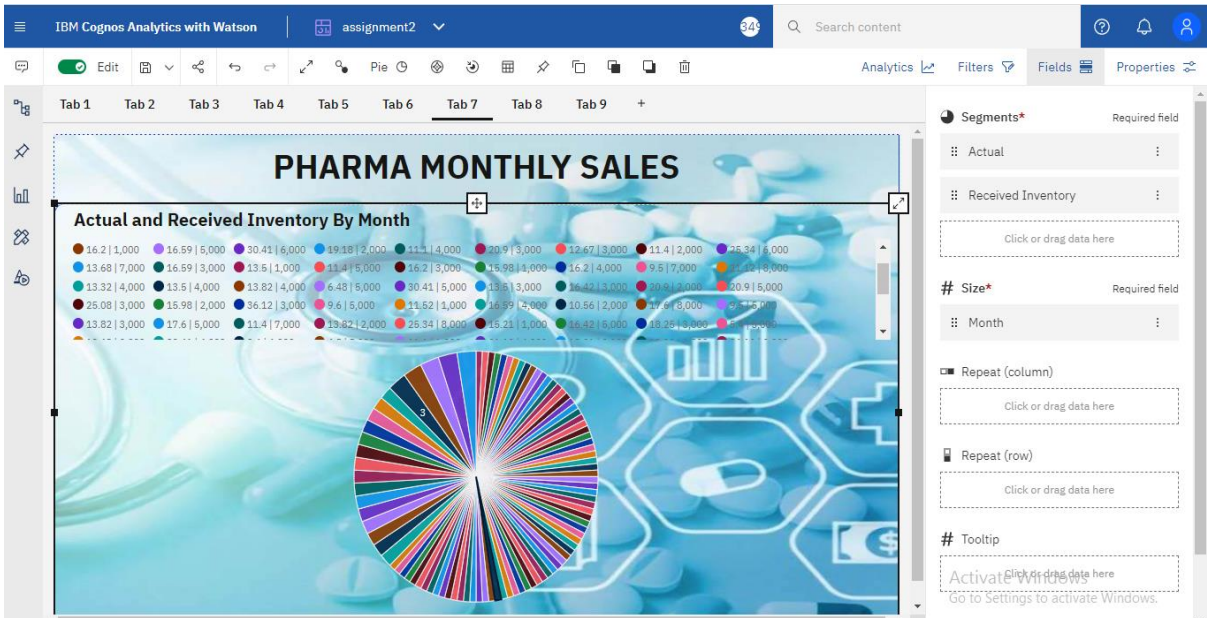 IBM Cognos Analytics with Watson
assignment2
349
Search content
Edit
Pie
Analytics
Filters
Fields
Properties
Tab 1 Tab 2 Tab 3 Tab 4 Tab 5 Tab 6 Tab 7 Tab 8 Tab 9 +
PHARMA MONTHLY SALES
Actual and Received Inventory By Month
16.2 | 1,000 16.59 | 5,000 30.41 | 6,000 19.18 | 2,000 11.1 | 4,000 20.9 | 3,000 12.67 | 3,000 11.4 | 2,000 25.34 | 6,000
13.68 | 7,000 16.59 | 3,000 13.5 | 1,000 11.4 | 5,000 16.2 | 3,000 15.98 | 1,000 16.2 | 4,000 9.5 | 7,000
13.32 | 4,000 13.5 | 4,000 13.82 | 4,000 6.48 | 5,000 30.41 | 5,000 13.5 | 3,000 16.42 | 3,000 20.9 | 2,000 20.9 | 5,000
25.08 | 3,000 15.98 | 2,000 36.12 | 3,000 9.6 | 5,000 11.52 | 1,000 16.59 | 4,000 10.56 | 2,000 17.6 | 8,000
13.82 | 3,000 17.6 | 5,000 11.4 | 7,000 13.82 | 2,000 25.34 | 8,000 15.21 | 1,000 16.42 | 6,000 18.25 | 3,000
3
Segments* Required field
Actual
Received Inventory
Click or drag data here
# Size* Required field
Month
Repeat (column)
Click or drag data here
Repeat (row)
Click or drag data here
# Tooltip
Click or drag data here
Activate Windows
Go to Settings to activate Windows.